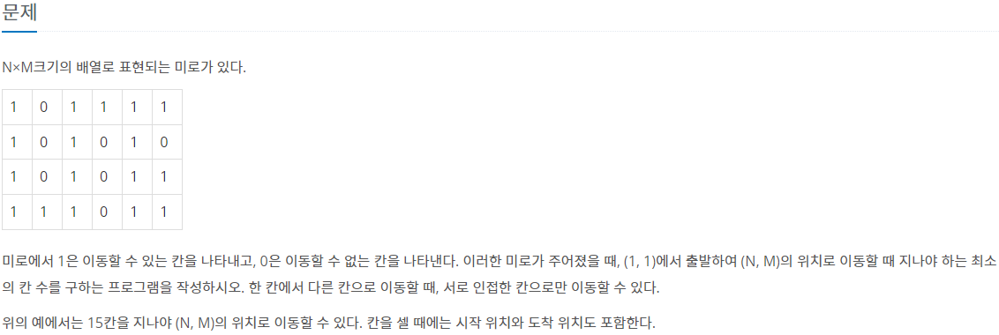 문제
N×M크기의 배열로 표현되는 미로가 있다.
1 0 1 1 1 1
1 0 1 0 1 0
1 0 1 0 1 1
1 1 1 0 1 1
미로에서 1은 이동할 수 있는 칸을 나타내고, 0은 이동할 수 없는 칸을 나타낸다. 이러한 미로가 주어졌을 때, (1, 1)에서 출발하여 (N, M)의 위치로 이동할 때 지나야 하는 최소
의 칸 수를 구하는 프로그램을 작성하시오. 한 칸에서 다른 칸으로 이동할 때, 서로 인접한 칸으로만 이동할 수 있다.
위의 예에서는 15칸을 지나야 (N, M)의 위치로 이동할 수 있다. 칸을 셀 때에는 시작 위치와 도착 위치도 포함한다.